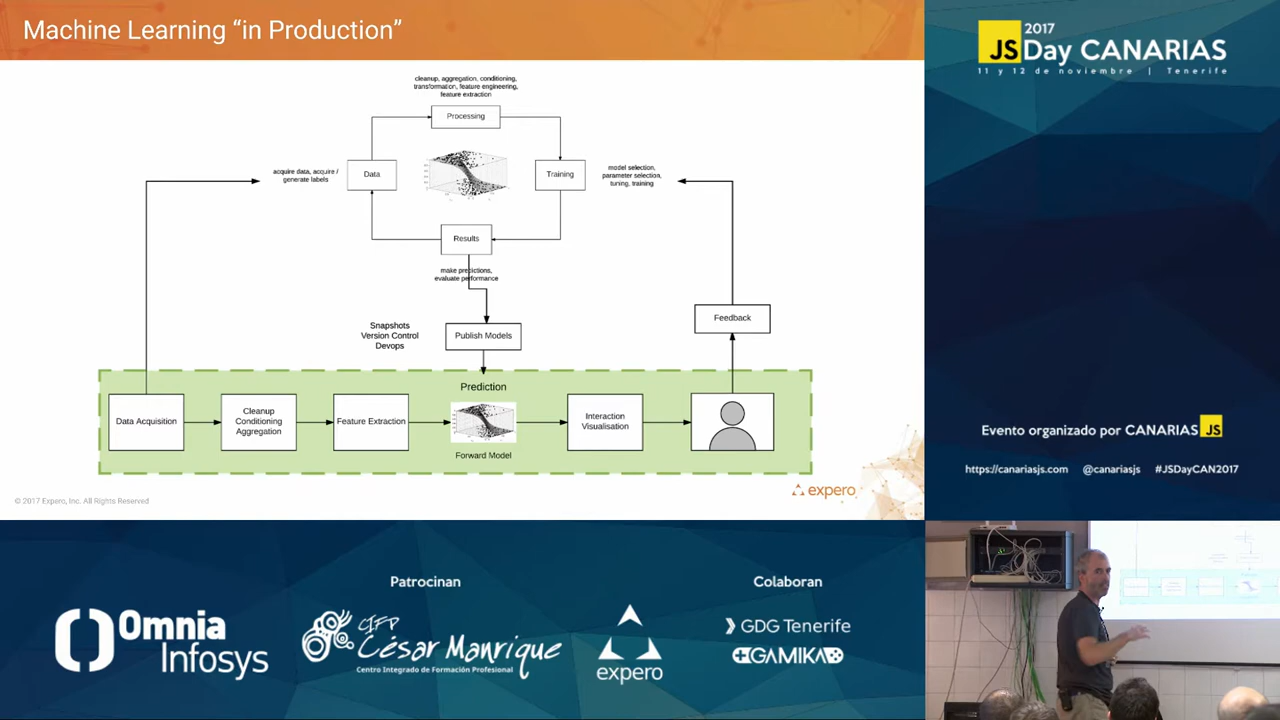 Machine Learning “in Production”
cleanup, aggregation, conditioning,
transformation, feature engineering,
feature extraction
Processing
acquire data, acquire /
generate labels
Data
Training
model selection,
parameter selection,
tuning, training
Results
make predictions,
evaluate performance
Snapshots
Version Control
Devops
Publish Models
Feedback
Prediction
Data Acquisition
Cleanup
Conditioning
Aggregation
Feature Extraction
Forward Model
Interaction
Visualisation
© 2017 Expero, Inc. All Rights Reserved
expero
2017
JSDay CANARIAS
11 y 12 de noviembre | Tenerife
Evento organizado por CANARIAS JS
https://canariasjs.com @canariasjs #JSDayCAN2017
Patrocinan
Omnia
Infosys
CIFP
César Manrique
Centro Integrado de Formación Profesional
expero
Colaboran
GDG Tenerife
GAMIKA